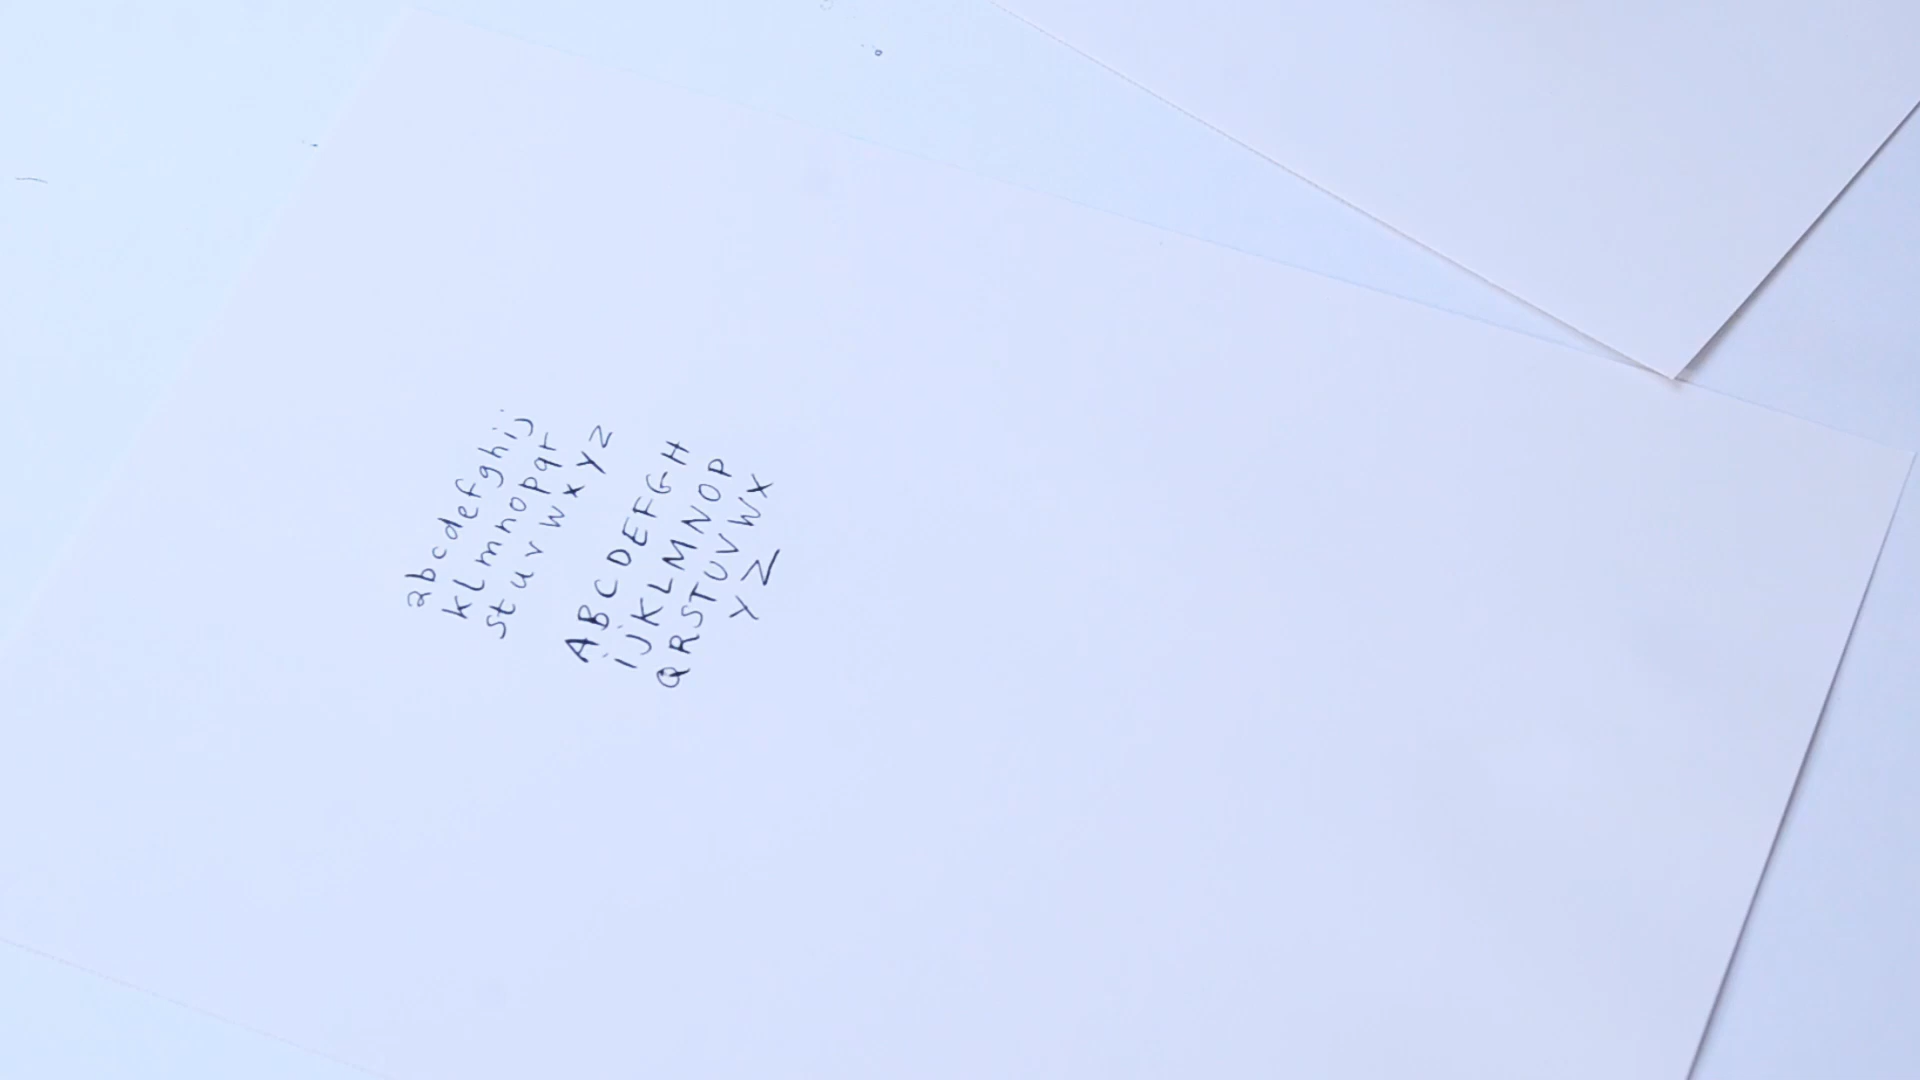 abcdefghij
klmnopqr
stuvwxyz
ABCDEFGH
iJKLMNOP
QRSTUVWX
YZ